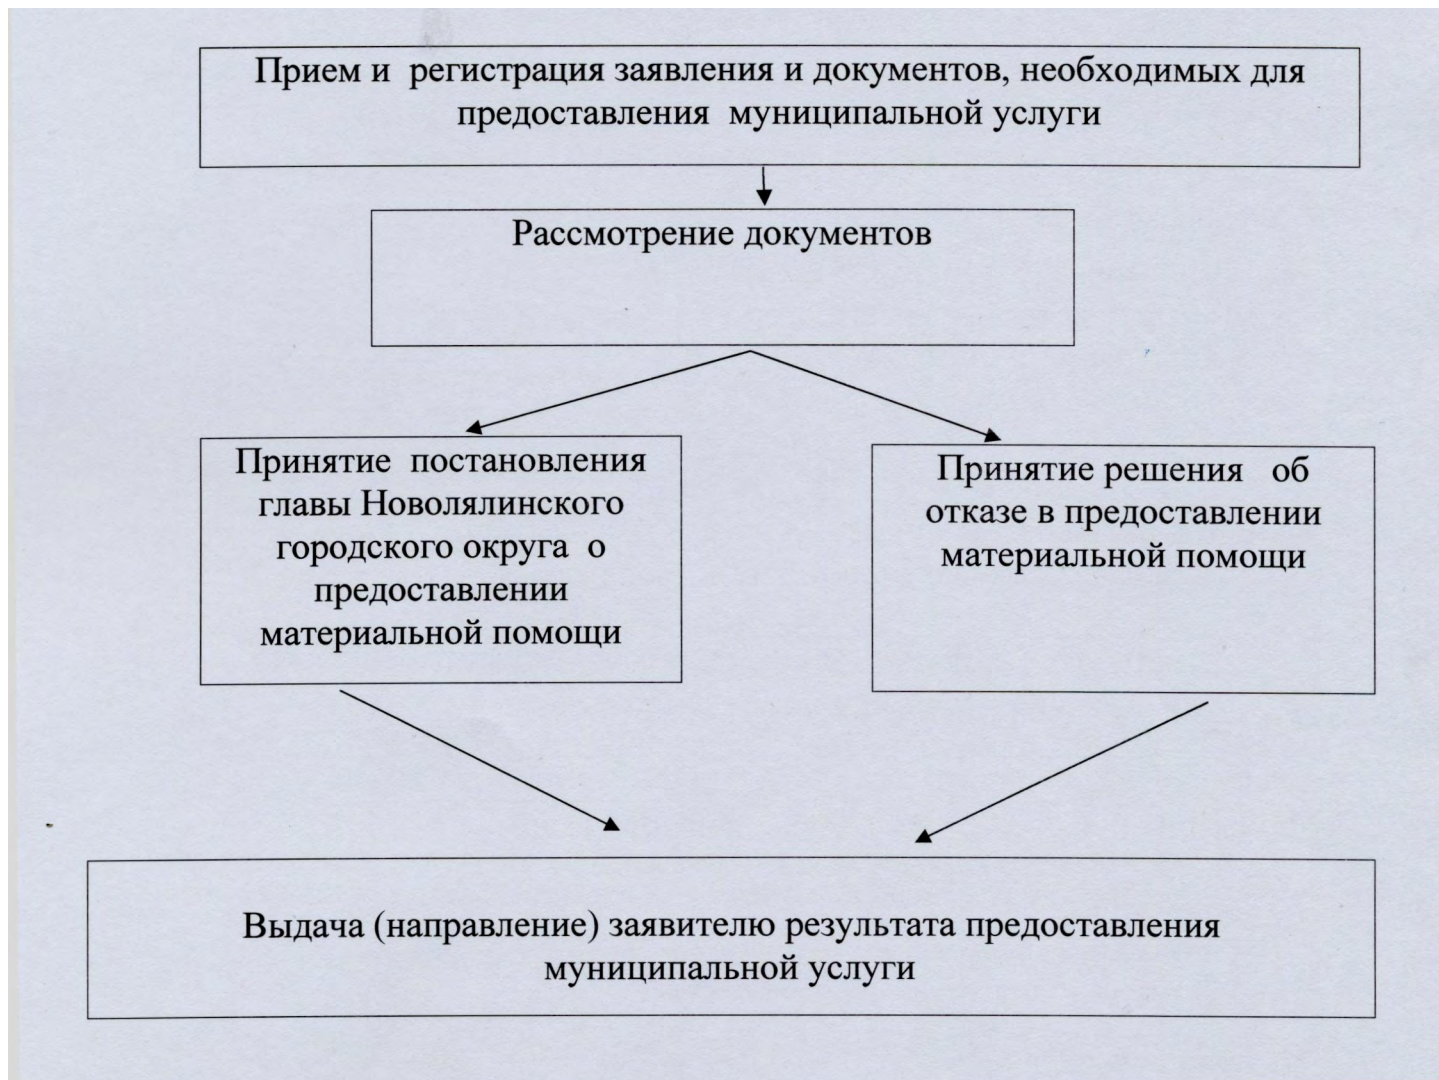 Прием и регистрация заявления и документов, необходимых для
предоставления муниципальной услуги
Рассмотрение документов
Принятие постановления
главы Новолялинского
городского округа о
предоставлении
материальной помощи
Принятие решения об
отказе в предоставлении
материальной помощи
Выдача (направление) заявителю результата предоставления
муниципальной услуги